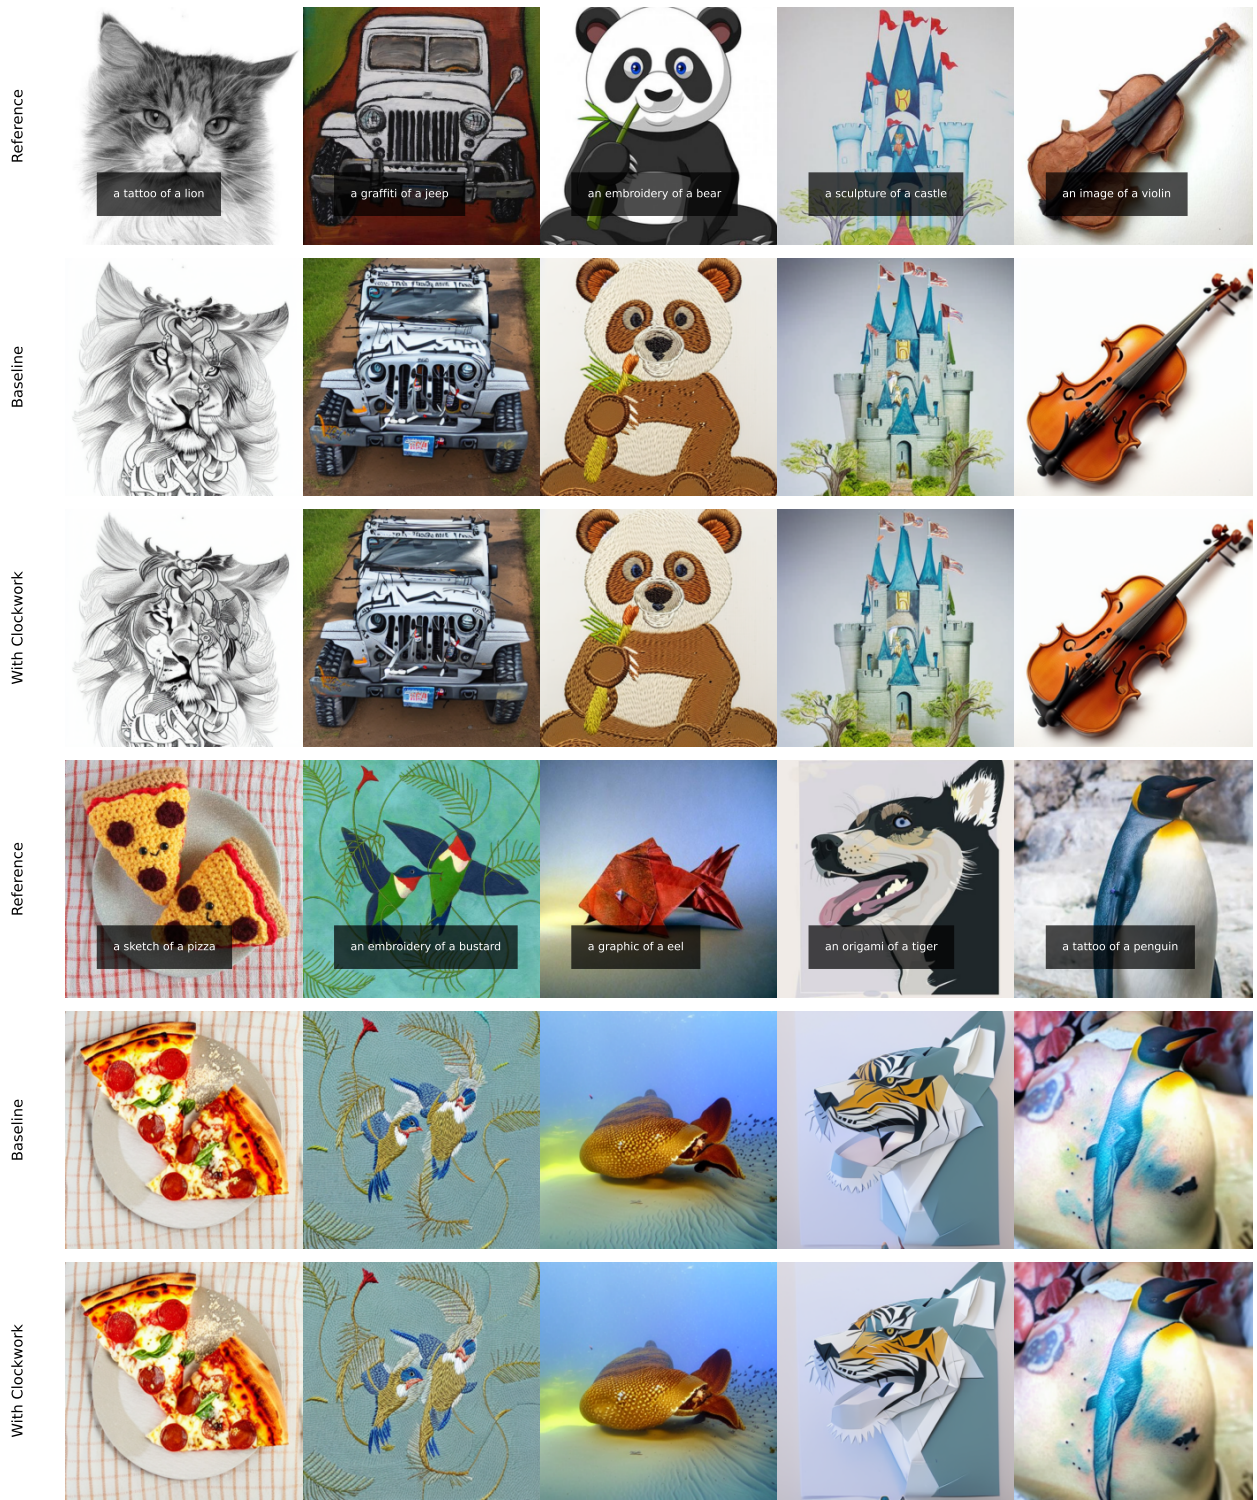 Reference
a tattoo of a lion
a graffiti of a jeep
an embroidery of a bear
a sculpture of a castle
an image of a violin
Baseline
With Clockwork
Reference
a sketch of a pizza
an embroidery of a bustard
a graphic of a eel
an origami of a tiger
a tattoo of a penguin
Baseline
With Clockwork